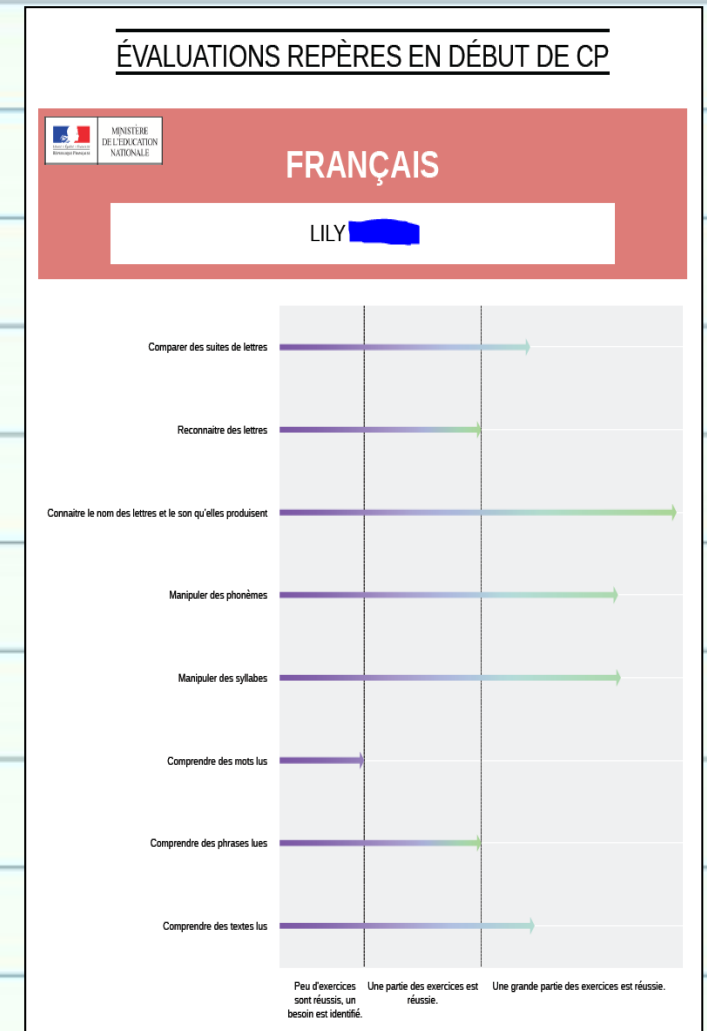 ÉVALUATIONS REPÈRES EN DÉBUT DE CP
MINISTÈRE
DE L'EDUCATION
NATIONALE
FRANÇAIS
LILY
Comparer des suites de lettres
Reconnaitre des lettres
Connaitre le nom des lettres et le son qu'elles produisent
Manipuler des phonèmes
Manipuler des syllabes
Comprendre des mots lus
Comprendre des phrases lues
Comprendre des textes lus
Peu d'exercices
sont réussis, un
besoin est identifié.
Une partie des exercices est
réussie.
Une grande partie des exercices est réussie.